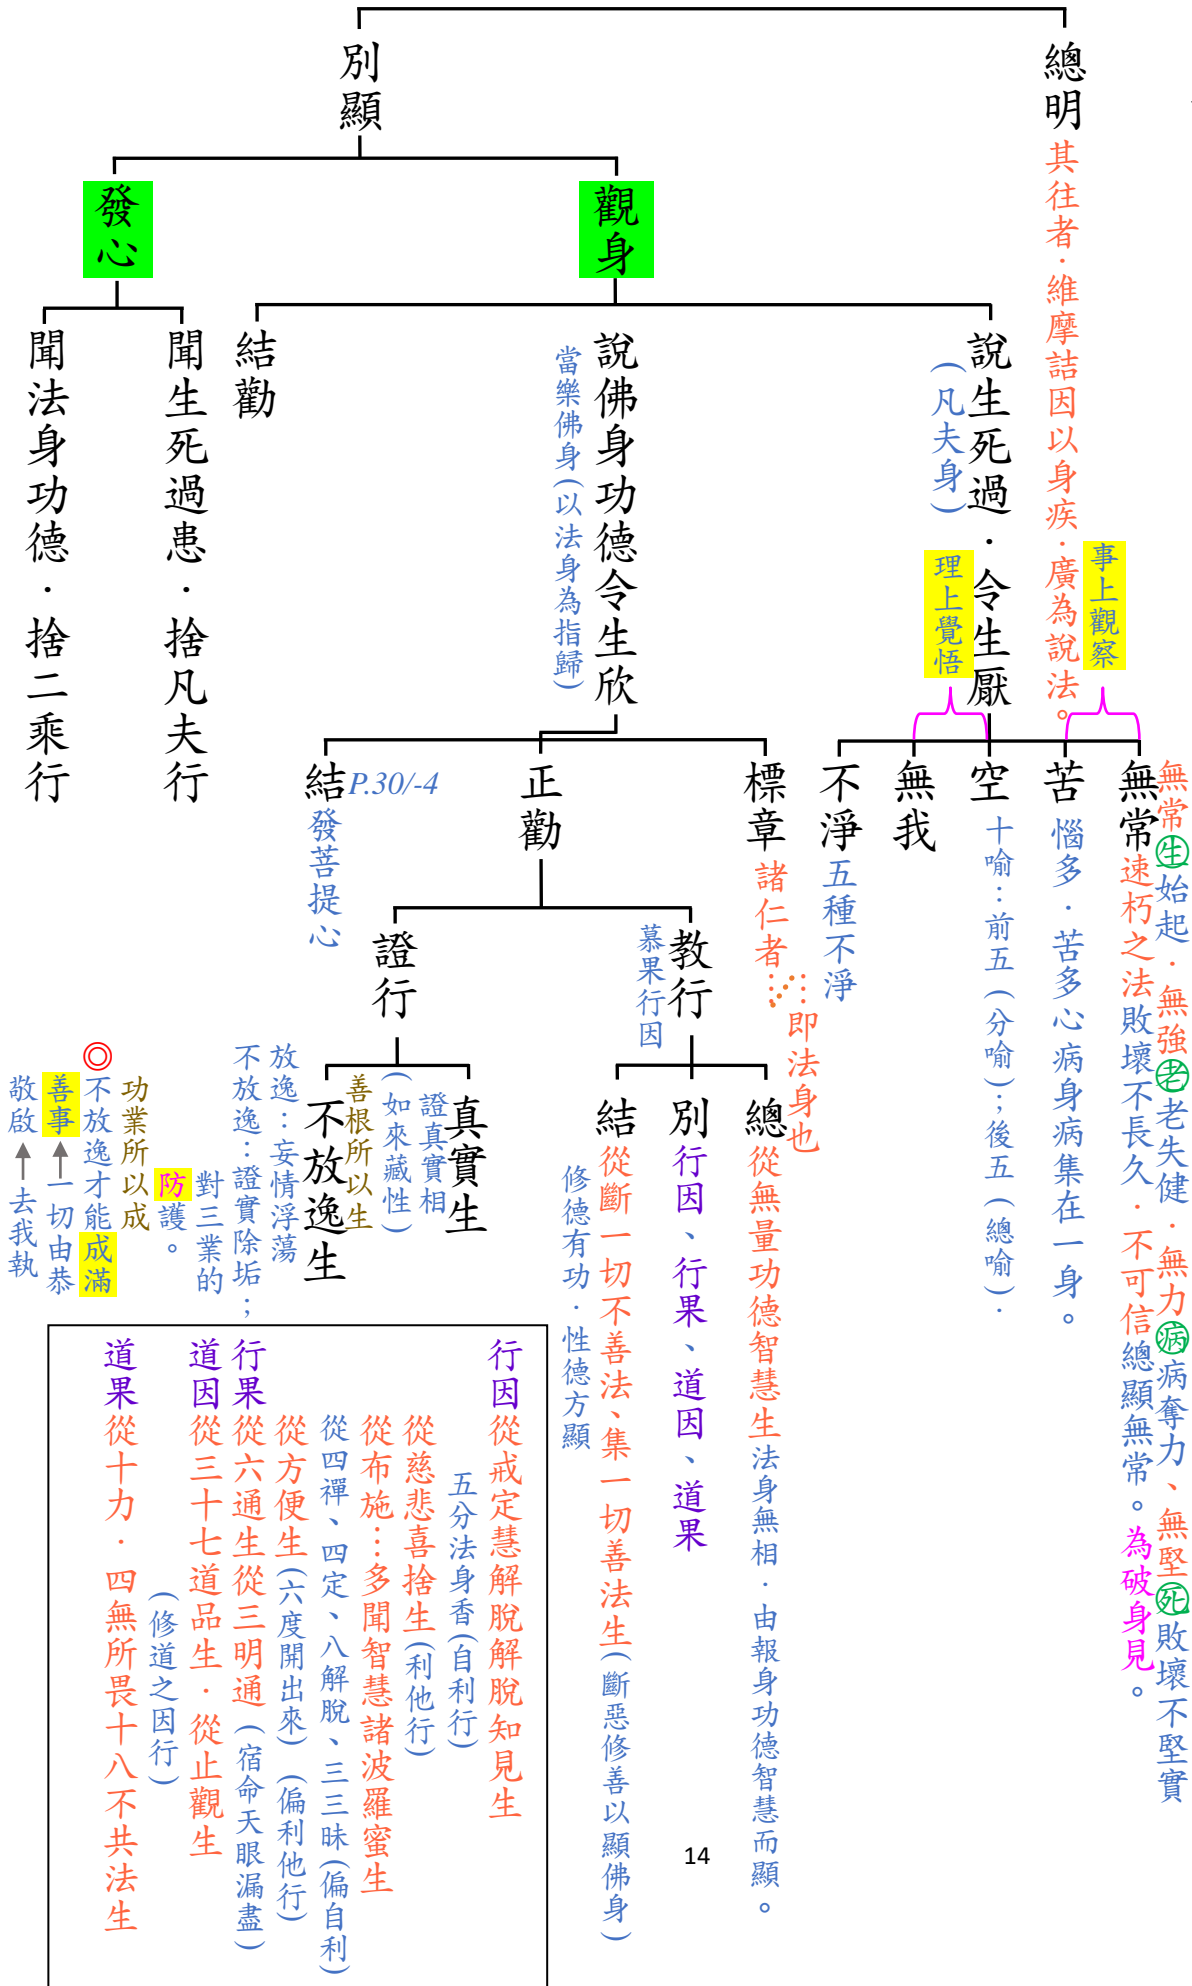 總明
其往者．維摩詰因以身疾．廣為說法。
事上觀察
理上覺悟
別顯
觀身
發心
說生死過．令生厭
(凡夫身)
無常生始起．無強老老失健．無力病病奪力、無堅死敗壞不堅實
無常速朽之法敗壞不長久．不可信總顯無常。為破身見。
苦 惱多．苦多心病身病集在一身。
空 十喻：前五(分喻)；後五(總喻)．
無我
不淨 五種不淨
說佛身功德令生欣
當樂佛身(以法身為指歸)
標章 諸仁者……即法身也
正勸
教行
慕果行因
總 從無量功德智慧生法身無相．由報身功德智慧而顯。
別 行因、行果、道因、道果
結 從斷一切不善法、集一切善法生(斷惡修善以顯佛身)
修德有功．性德方顯
證行
真實生
證真實相
(如來藏性)
善根所以生
不放逸生
放逸：妄情浮蕩
不放逸：證實除垢；
對三業的
防護。
功業所以成
◎不放逸才能成滿
善事←一切由恭
敬啟←去我執
結 P.30/-4
發菩提心
結勸
聞生死過患．捨凡夫行
聞法身功德．捨二乘行
行因 從戒定慧解脫解脫知見生
五分法身香(自利行)
從慈悲喜捨生(利他行)
從布施…多聞智慧諸波羅蜜生
從四禪、四定、八解脫、三三昧(偏自利)
從方便生(六度開出來)(偏利他行)
行果 從六通生從三明通(宿命天眼漏盡)
道因 從三十七道品生．從止觀生
(修道之因行)
道果 從十力．四無所畏十八不共法生
14